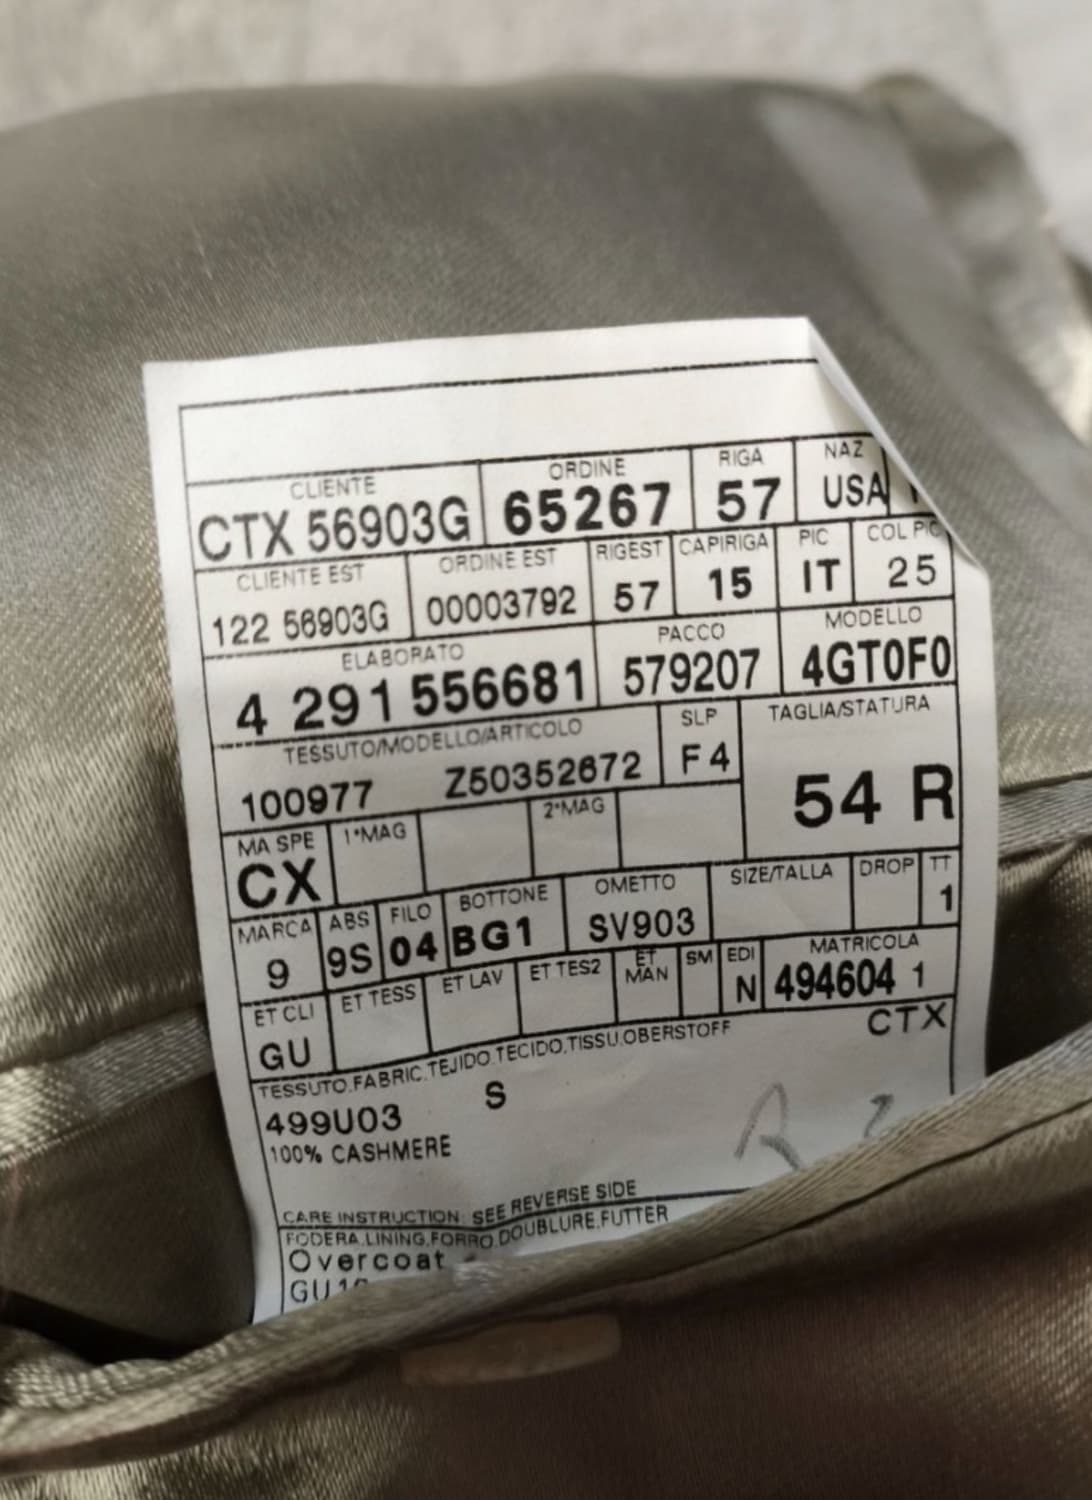 CLIENTE ORDINE RIGA NAZ
CTX 56903G 65267 57 USA
CLIENTE EST ORDINE EST RIGEST CAPIRIGA PIC COL PIC
122 56903G 00003792 57 15 IT 25
ELABORATO PACCO MODELLO
4 291 556681 579207 4GT0F0
TESSUTO/MODELLO/ARTICOLO SLP TAGLIA/STATURA
100977 Z50352672 F4 54 R
MA SPE 1°MAG 2°MAG
CX
MARCA ABS FILO BOTTONE OMETTO SIZE/TALLA DROP TT
9 9S 04 BG1 SV903 1
ET CLI ET TESS ET LAV ET TES2 ET MAN SM EDI MATRICOLA
GU N 494604 1
TESSUTO.FABRIC.TEJIDO.TECIDO.TISSU.OBERSTOFF CTX
499U03 S
100% CASHMERE
CARE INSTRUCTION: SEE REVERSE SIDE
FODERA.LINING.FORRO.DOUBLURE.FUTTER
Overcoat